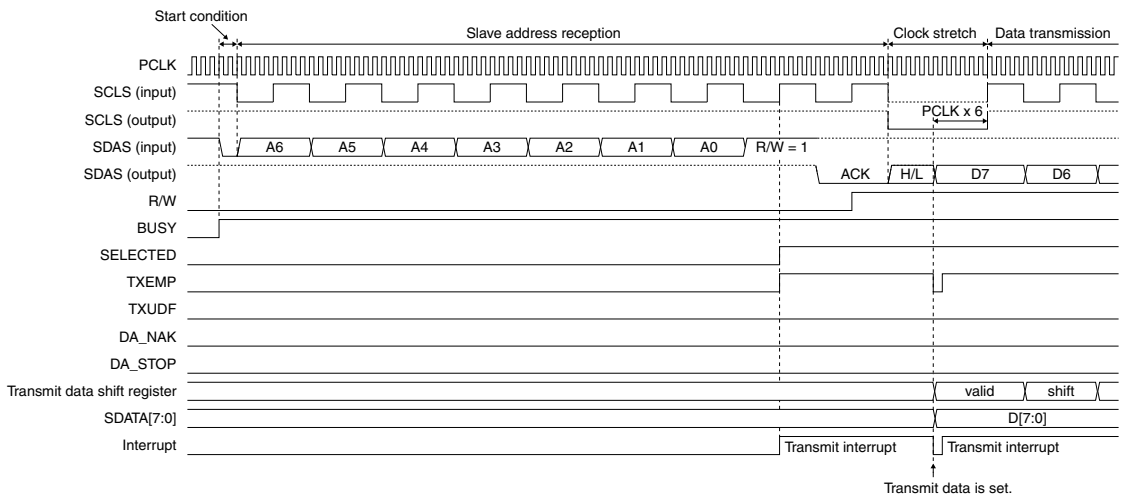 Start condition
Slave address reception
Clock stretch
Data transmission
PCLK
SCLS (input)
SCLS (output)
PCLK x 6
SDAS (input)
A6 A5 A4 A3 A2 A1 A0 R/W = 1
SDAS (output)
ACK H/L D7 D6
R/W
BUSY
SELECTED
TXEMP
TXUDF
DA_NAK
DA_STOP
Transmit data shift register
valid shift
SDATA[7:0]
D[7:0]
Interrupt
Transmit interrupt Transmit interrupt
Transmit data is set.